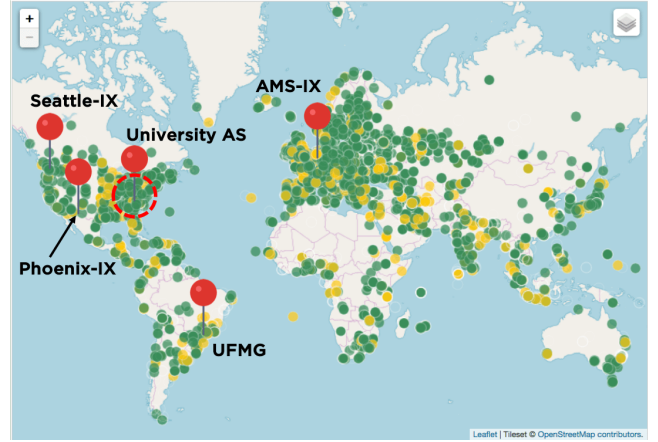 +
−
AMS-IX
Seattle-IX
University AS
Phoenix-IX
UFMG
Leaflet | Tileset © OpenStreetMap contributors.